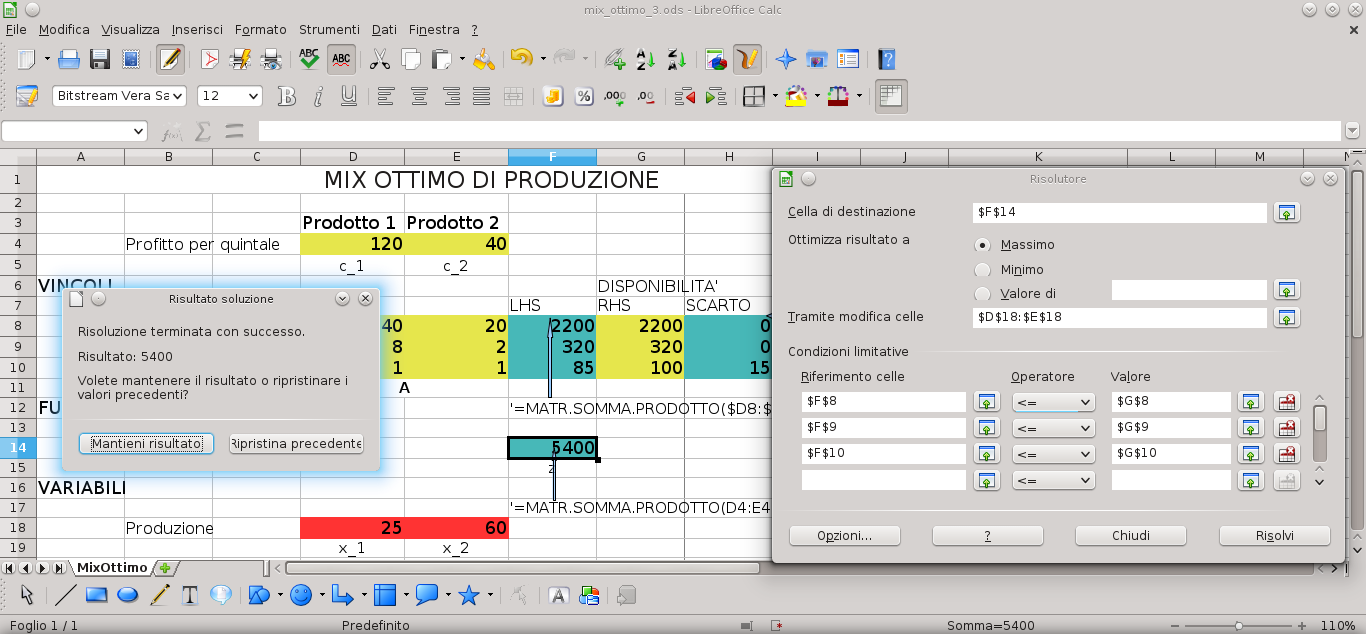 mix_ottimo_3.ods - LibreOffice Calc
File Modifica Visualizza Inserisci Formato Strumenti Dati Finestra ?
Bitstream Vera Sa 12
A B C D E F G H I J K L M
1 MIX OTTIMO DI PRODUZIONE
2
3 Prodotto 1 Prodotto 2
4 Profitto per quintale 120 40
5 c_1 c_2
6 VINCOLI DISPONIBILITA'
7 LHS RHS SCARTO
8 40 20 2200 2200 0
9 8 2 320 320 0
10 1 1 85 100 15
11 A
12 FU '=MATR.SOMMA.PRODOTTO($D8:$
13
14 5400
15 z
16 VARIABILI
17 '=MATR.SOMMA.PRODOTTO(D4:E4
18 Produzione 25 60
19 x_1 x_2
Risultato soluzione
Risoluzione terminata con successo.
Risultato: 5400
Volete mantenere il risultato o ripristinare i
valori precedenti?
Mantieni risultato Ripristina precedente
Risolutore
Cella di destinazione $F$14
Ottimizza risultato a
Massimo
Minimo
Valore di
Tramite modifica celle $D$18:$E$18
Condizioni limitative
Riferimento celle Operatore Valore
$F$8 <= $G$8
$F$9 <= $G$9
$F$10 <= $G$10
<=
Opzioni... ? Chiudi Risolvi
MixOttimo
Foglio 1 / 1 Predefinito Somma=5400 110%